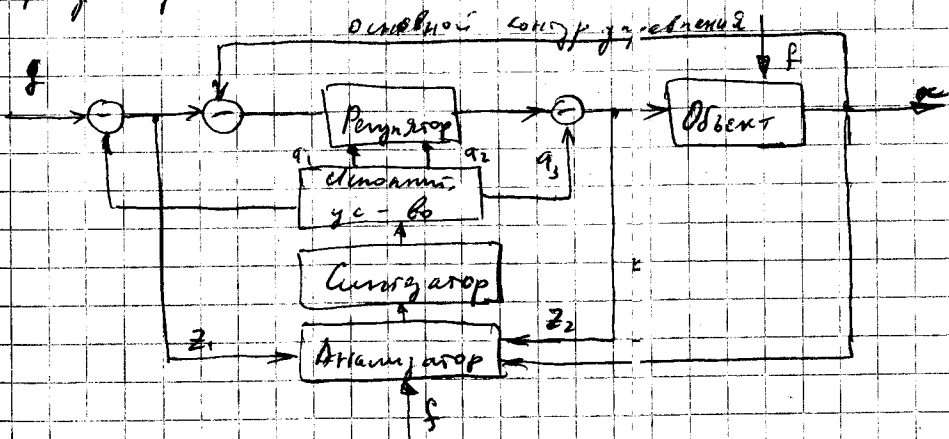 основной контур управления
f
g
x
Регулятор
Объект
q₁
q₂
q₃
Исполнит.
ус-во
Синтезатор
Z₁
Z₂
Анализатор
f